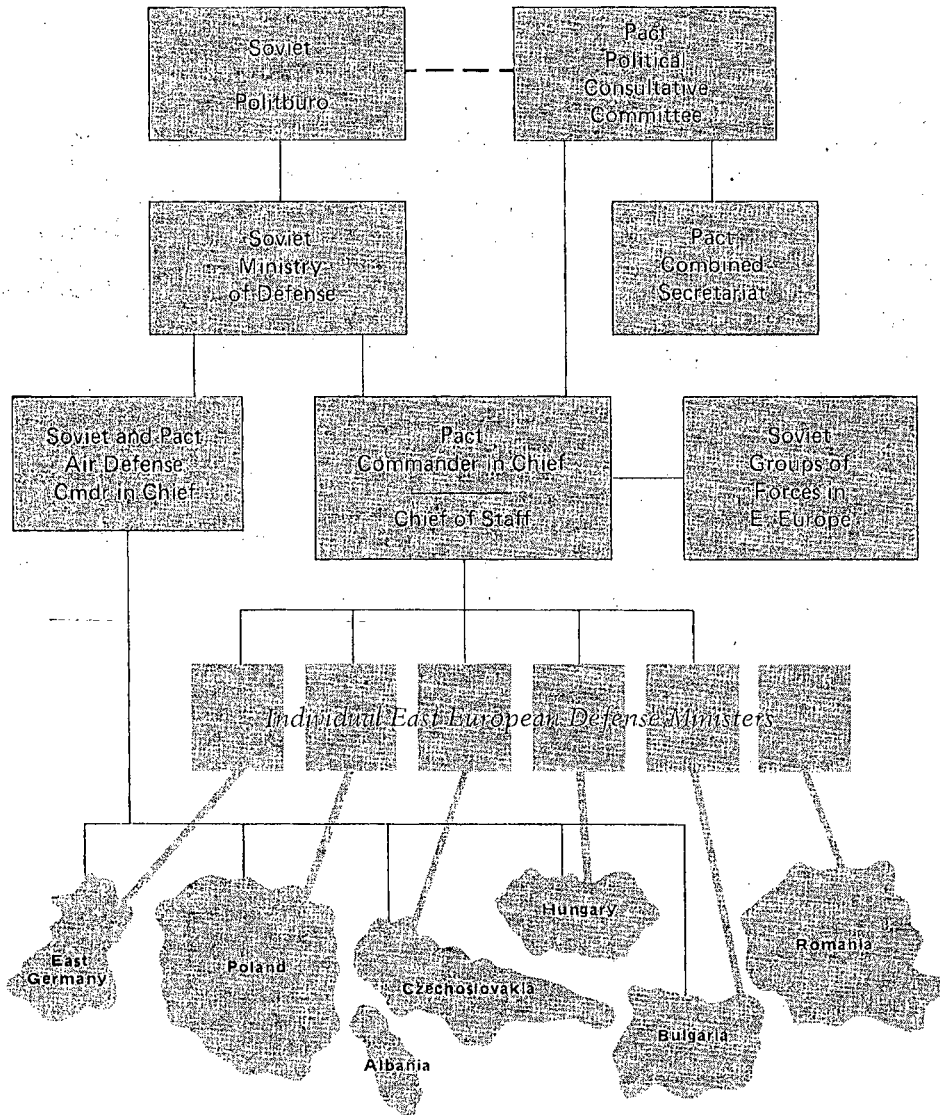 Soviet
Politburo
Pact
Political
Consultative
Committee
Soviet
Ministry
of Defense
Pact
Combined
Secretariat
Soviet and Pact
Air Defense
Cmdr in Chief
Pact
Commander in Chief
Chief of Staff
Soviet
Groups of
Forces in
E. Europe
Individual East European Defense Ministers
East
Germany
Poland
Czechoslovakia
Hungary
Romania
Albania
Bulgaria